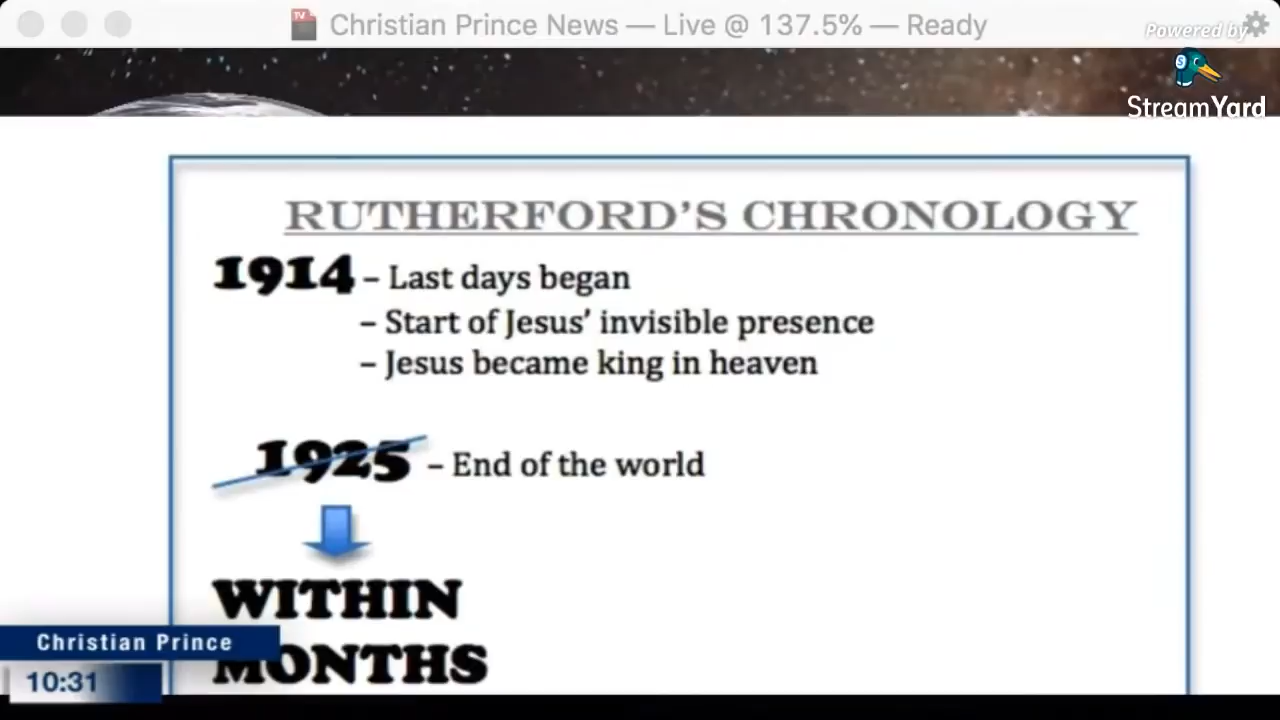 Christian Prince News — Live @ 137.5% — Ready
Powered by
StreamYard
RUTHERFORD'S CHRONOLOGY
1914 – Last days began
– Start of Jesus' invisible presence
– Jesus became king in heaven
1925 – End of the world
WITHIN
MONTHS
Christian Prince
10:31